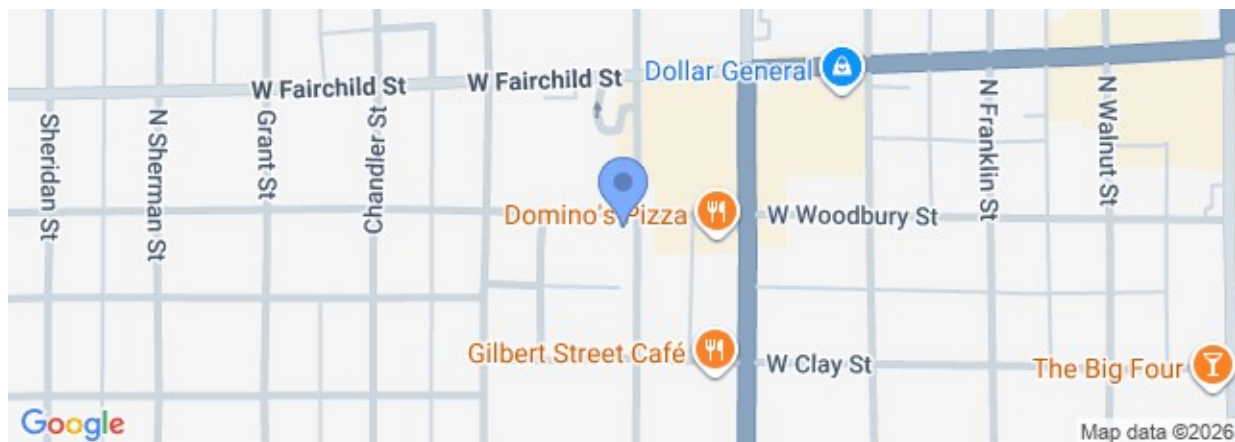 W Fairchild St
W Fairchild St
Dollar General
Sheridan St
N Sherman St
Grant St
Chandler St
N Franklin St
N Walnut St
Domino's Pizza
W Woodbury St
Gilbert Street Café
W Clay St
The Big Four
Google
Map data ©2026